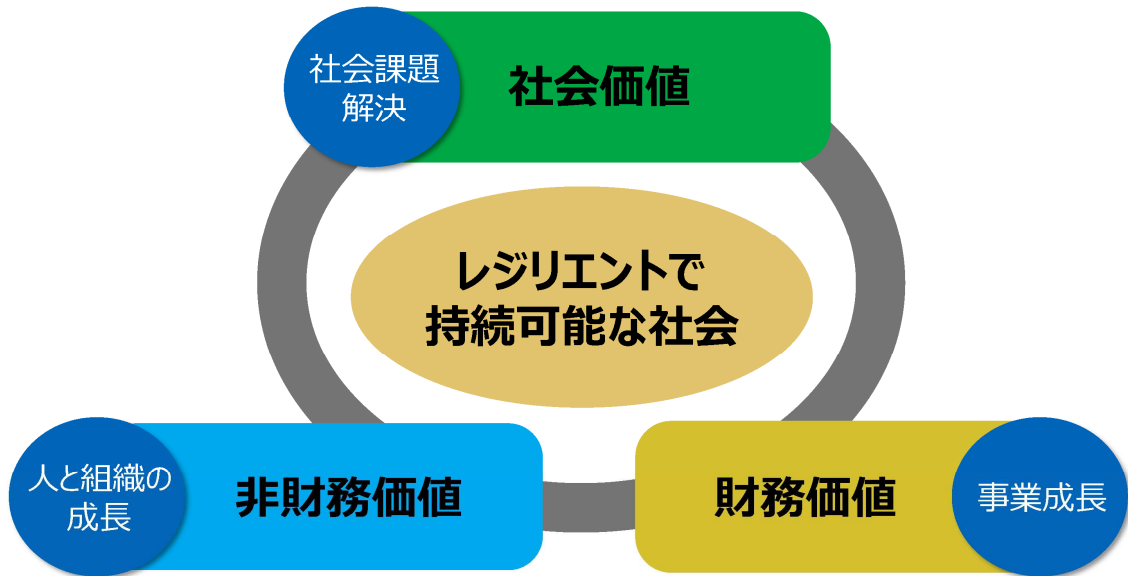 社会課題
解決
社会価値
レジリエントで
持続可能な社会
人と組織の
成長
非財務価値
財務価値
事業成長